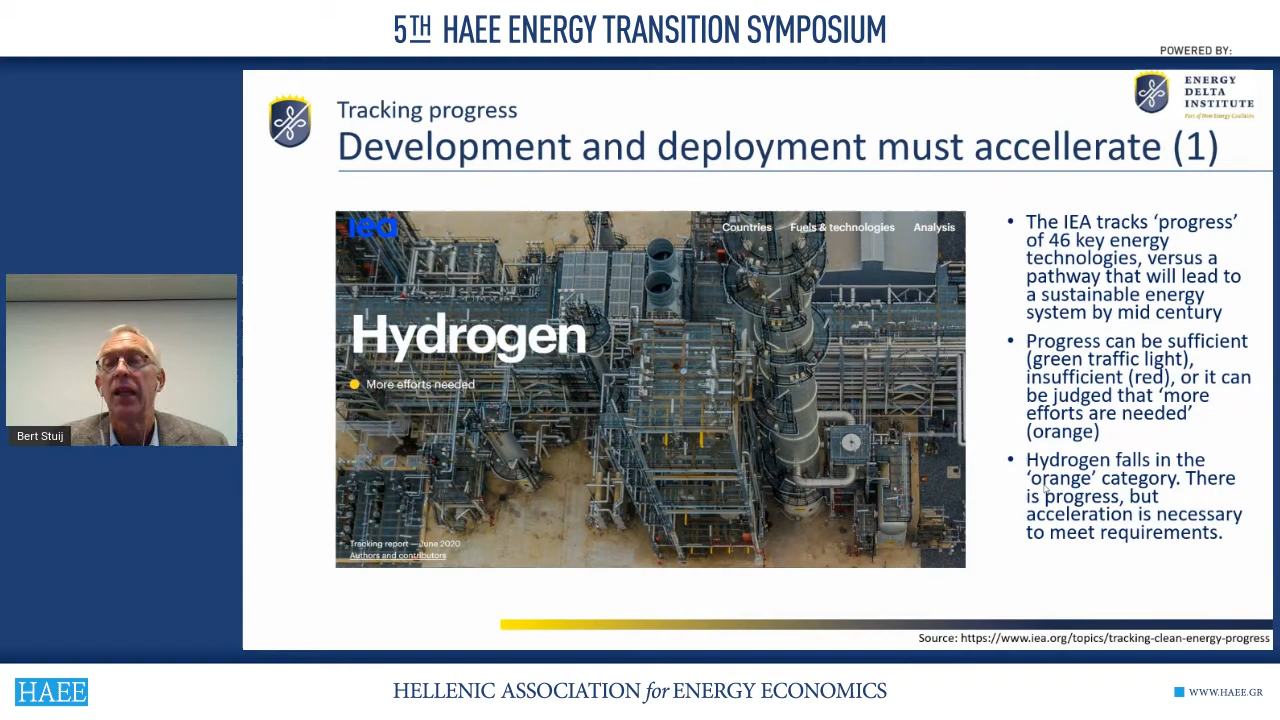 5TH HAEE ENERGY TRANSITION SYMPOSIUM
POWERED BY:
ENERGY
DELTA
INSTITUTE
Part of New Energy Coalition
Tracking progress
Development and deployment must accellerate (1)
iea
Countries Fuels & technologies Analysis
Hydrogen
More efforts needed
Tracking report — June 2020
Authors and contributors
• The IEA tracks ‘progress’
of 46 key energy
technologies, versus a
pathway that will lead to
a sustainable energy
system by mid century
• Progress can be sufficient
(green traffic light),
insufficient (red), or it can
be judged that ‘more
efforts are needed’
(orange)
• Hydrogen falls in the
‘orange’ category. There
is progress, but
acceleration is necessary
to meet requirements.
Bert Stuij
Source: https://www.iea.org/topics/tracking-clean-energy-progress
HAEE
HELLENIC ASSOCIATION for ENERGY ECONOMICS
WWW.HAEE.GR